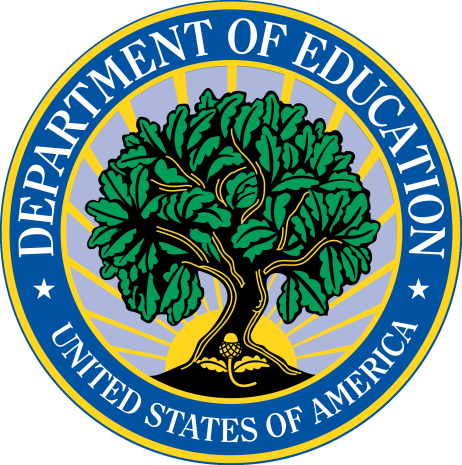 DEPARTMENT OF EDUCATION
UNITED STATES OF AMERICA